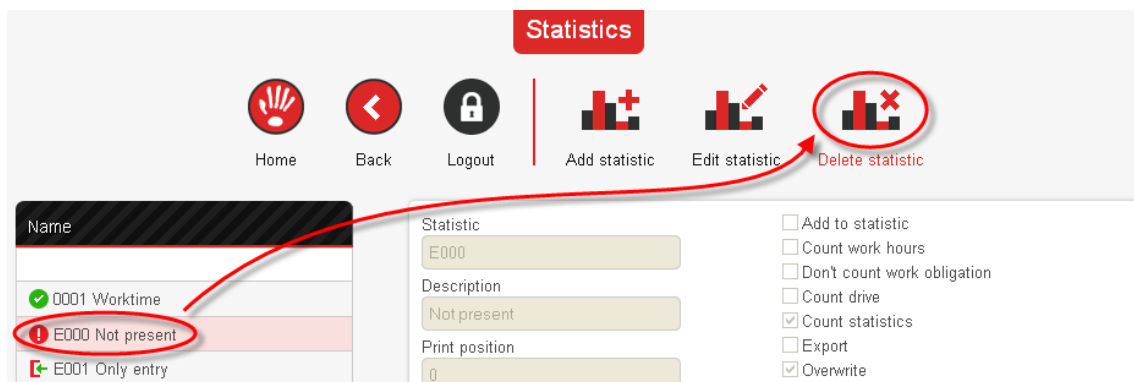 Statistics
Home Back Logout Add statistic Edit statistic Delete statistic
Name
0001 Worktime
E000 Not present
E001 Only entry
Statistic
E000
Description
Not present
Print position
0
Add to statistic
Count work hours
Don't count work obligation
Count drive
Count statistics
Export
Overwrite